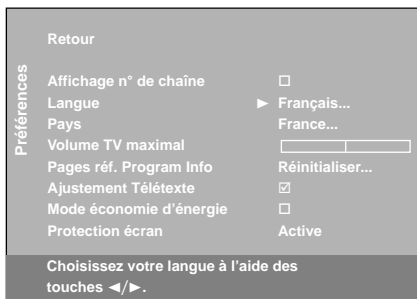 Préférences
Retour
Affichage n° de chaîne ☐
Langue ► Français...
Pays France...
Volume TV maximal
Pages réf. Program Info Réinitialiser...
Ajustement Télétexte ☑
Mode économie d'énergie ☐
Protection écran Active
Choisissez votre langue à l'aide des
touches ◄/►.